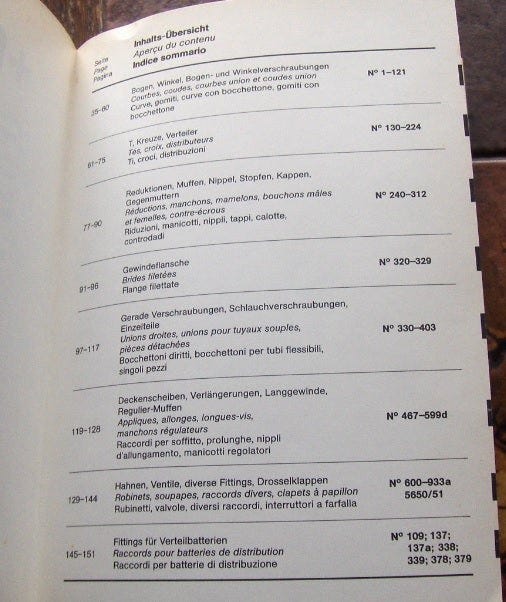 Seite
Page
Pagina
Inhalts-Übersicht
Aperçu du contenu
Indice sommario
35–60
Bogen, Winkel, Bogen- und Winkelverschraubungen
Courbes, coudes, courbes union et coudes union
Curve, gomiti, curve con bocchettone, gomiti con
bocchettone
Nº 1–121
61–75
T, Kreuze, Verteiler
Tés, croix, distributeurs
Ti, croci, distribuzioni
Nº 130–224
77–90
Reduktionen, Muffen, Nippel, Stopfen, Kappen,
Gegenmuttern
Réductions, manchons, mamelons, bouchons mâles
et femelles, contre-écrous
Riduzioni, manicotti, nippli, tappi, calotte,
controdadi
Nº 240–312
91–96
Gewindeflansche
Brides filetées
Flange filettate
Nº 320–329
97–117
Gerade Verschraubungen, Schlauchverschraubungen,
Einzelteile
Unions droites, unions pour tuyaux souples,
pièces détachées
Bocchettoni diritti, bocchettoni per tubi flessibili,
singoli pezzi
Nº 330–403
119–128
Deckenscheiben, Verlängerungen, Langgewinde,
Regulier-Muffen
Appliques, allonges, longues-vis,
manchons régulateurs
Raccordi per soffitto, prolunghe, nippli
d'allungamento, manicotti regolatori
Nº 467–599d
129–144
Hahnen, Ventile, diverse Fittings, Drosselklappen
Robinets, soupapes, raccords divers, clapets à papillon
Rubinetti, valvole, diversi raccordi, interruttori a farfalla
Nº 600–933a
5650/51
145–151
Fittings für Verteilbatterien
Raccords pour batteries de distribution
Raccordi per batterie di distribuzione
Nº 109; 137;
137a; 338;
339; 378; 379